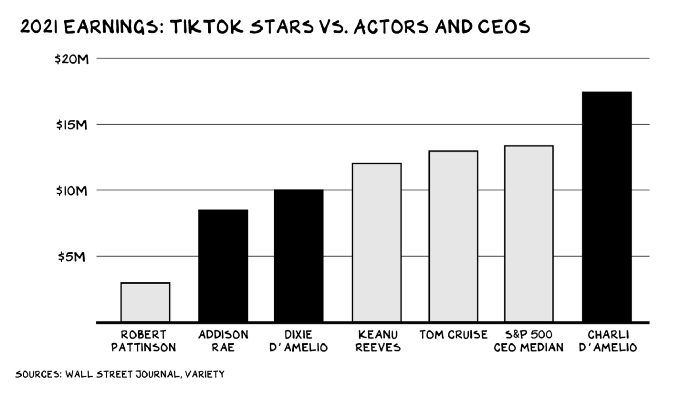 2021 EARNINGS: TIKTOK STARS VS. ACTORS AND CEOS
$20M
$15M
$10M
$5M
ROBERT
PATTINSON
ADDISON
RAE
DIXIE
D'AMELIO
KEANU
REEVES
TOM CRUISE
S&P 500
CEO MEDIAN
CHARLI
D'AMELIO
SOURCES: WALL STREET JOURNAL, VARIETY